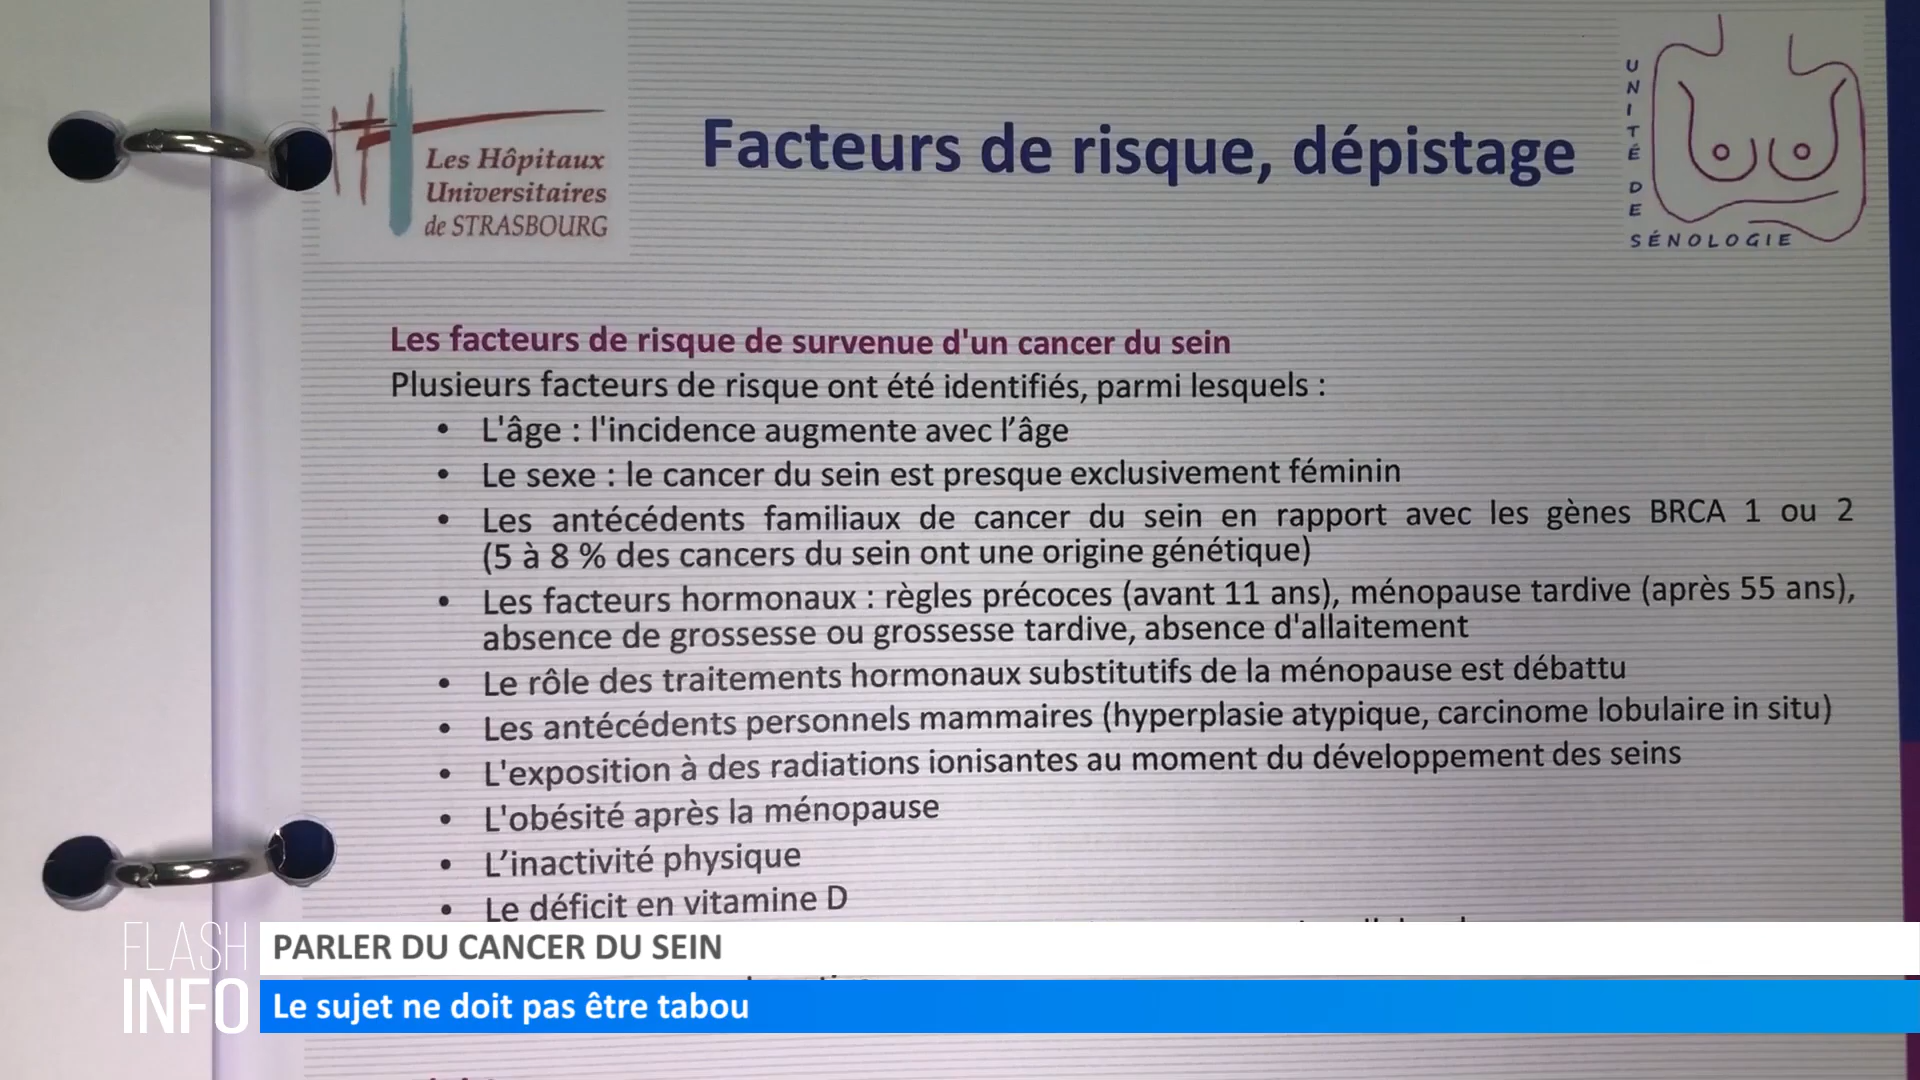 Les Hôpitaux
Universitaires
de STRASBOURG
Facteurs de risque, dépistage
UNITÉ DE
SÉNOLOGIE
Les facteurs de risque de survenue d'un cancer du sein
Plusieurs facteurs de risque ont été identifiés, parmi lesquels :
• L'âge : l'incidence augmente avec l’âge
• Le sexe : le cancer du sein est presque exclusivement féminin
• Les antécédents familiaux de cancer du sein en rapport avec les gènes BRCA 1 ou 2
(5 à 8 % des cancers du sein ont une origine génétique)
• Les facteurs hormonaux : règles précoces (avant 11 ans), ménopause tardive (après 55 ans),
absence de grossesse ou grossesse tardive, absence d'allaitement
• Le rôle des traitements hormonaux substitutifs de la ménopause est débattu
• Les antécédents personnels mammaires (hyperplasie atypique, carcinome lobulaire in situ)
• L'exposition à des radiations ionisantes au moment du développement des seins
• L'obésité après la ménopause
• L’inactivité physique
• Le déficit en vitamine D
FLASH
INFO
PARLER DU CANCER DU SEIN
Le sujet ne doit pas être tabou